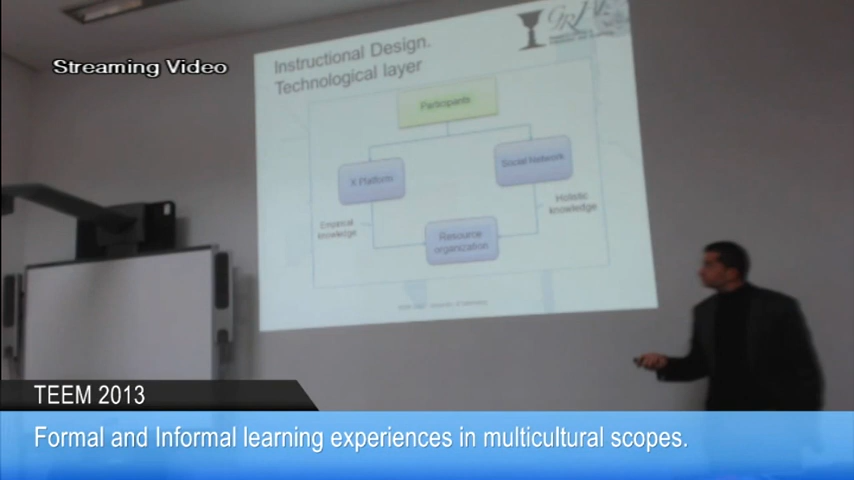 Streaming Video
Instructional Design.
Technological layer
Participants
X Platform
Social Network
Empirical
knowledge
Holistic
knowledge
Resource
organization
TEEM 2013
Formal and Informal learning experiences in multicultural scopes.